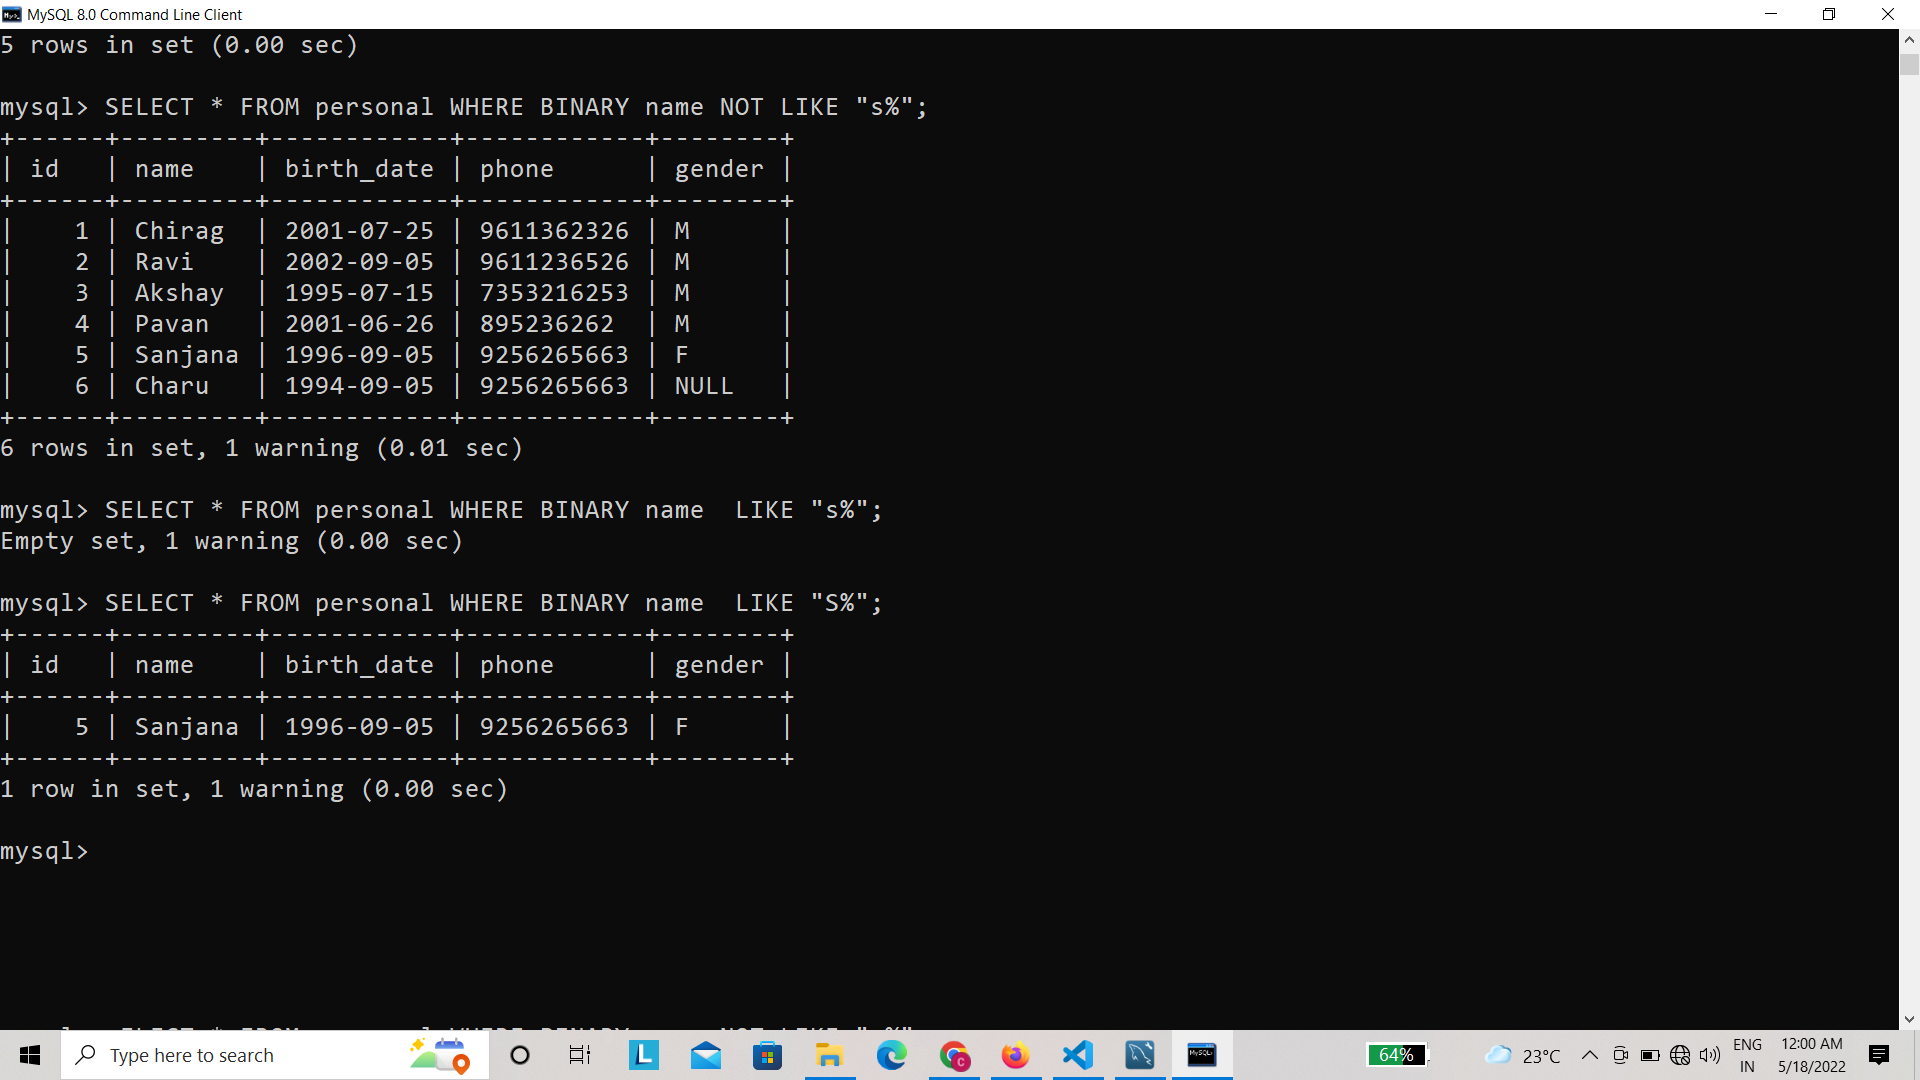 MySQL 8.0 Command Line Client
5 rows in set (0.00 sec)
mysql> SELECT * FROM personal WHERE BINARY name NOT LIKE "s%";
+------+---------+------------+------------+--------+
| id   | name    | birth_date | phone      | gender |
+------+---------+------------+------------+--------+
|    1 | Chirag  | 2001-07-25 | 9611362326 | M      |
|    2 | Ravi    | 2002-09-05 | 9611236526 | M      |
|    3 | Akshay  | 1995-07-15 | 7353216253 | M      |
|    4 | Pavan   | 2001-06-26 | 895236262  | M      |
|    5 | Sanjana | 1996-09-05 | 9256265663 | F      |
|    6 | Charu   | 1994-09-05 | 9256265663 | NULL   |
+------+---------+------------+------------+--------+
6 rows in set, 1 warning (0.01 sec)
mysql> SELECT * FROM personal WHERE BINARY name  LIKE "s%";
Empty set, 1 warning (0.00 sec)
mysql> SELECT * FROM personal WHERE BINARY name  LIKE "S%";
+------+---------+------------+------------+--------+
| id   | name    | birth_date | phone      | gender |
+------+---------+------------+------------+--------+
|    5 | Sanjana | 1996-09-05 | 9256265663 | F      |
+------+---------+------------+------------+--------+
1 row in set, 1 warning (0.00 sec)
mysql>
Type here to search
L
MySQL
64%
23°C
ENG
IN
12:00 AM
5/18/2022